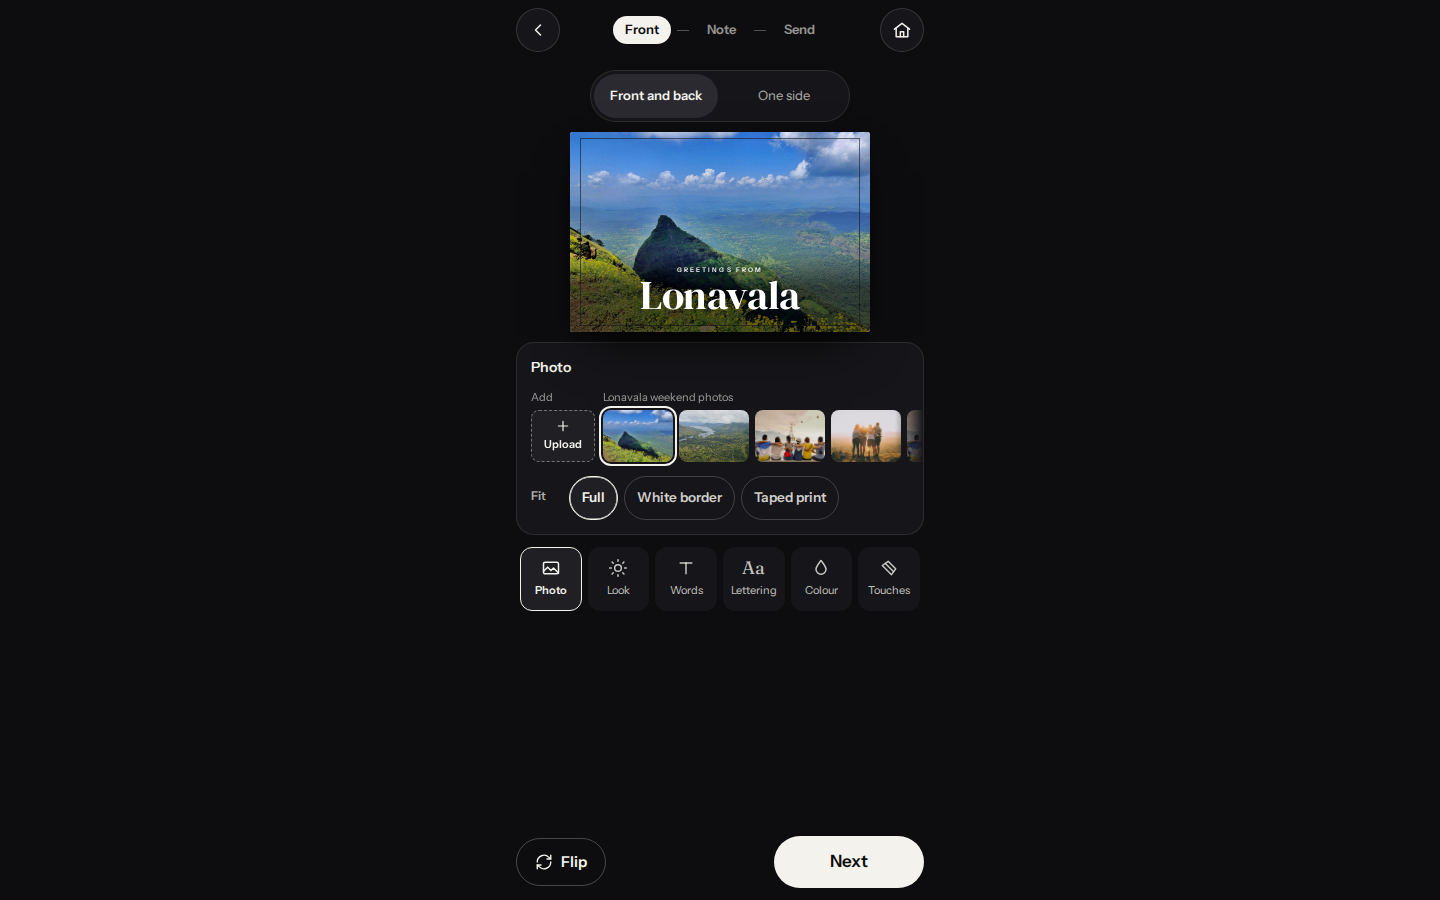 Front — Note — Send
Front and back
One side
GREETINGS FROM
Lonavala
Photo
Add
Lonavala weekend photos
Upload
Fit
Full
White border
Taped print
Photo
Look
Words
Aa
Lettering
Colour
Touches
Flip
Next